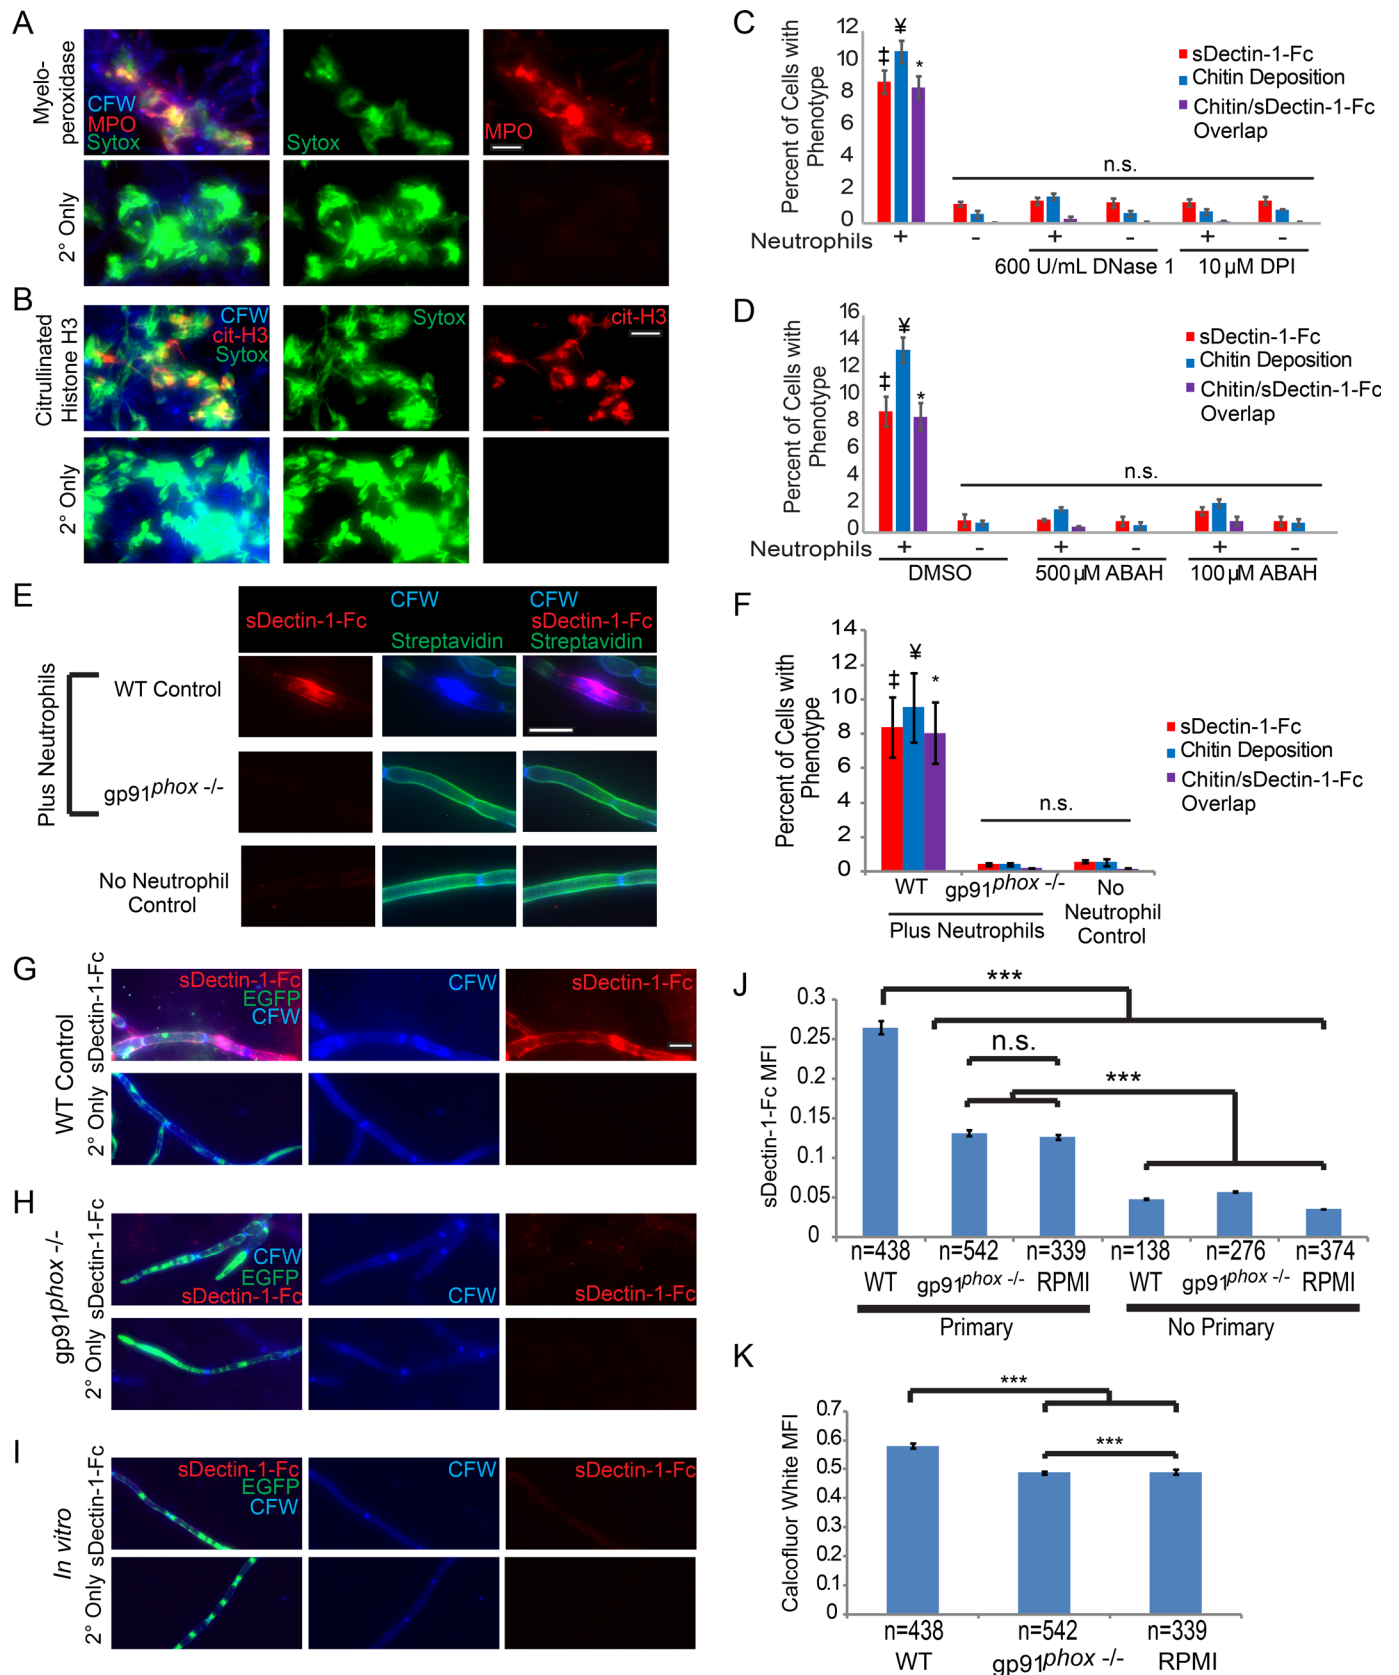 A
Myelo-
peroxidase
CFW
MPO
Sytox
Sytox
MPO
2° Only
B
Citrullinated
Histone H3
CFW
cit-H3
Sytox
Sytox
cit-H3
2° Only
C
Percent of Cells with
Phenotype
12
10
8
6
4
2
0
‡
¥
*
n.s.
sDectin-1-Fc
Chitin Deposition
Chitin/sDectin-1-Fc
Overlap
Neutrophils
+
-
+
-
+
-
600 U/mL DNase 1
10 µM DPI
D
Percent of Cells with
Phenotype
16
14
12
10
8
6
4
2
0
‡
¥
*
n.s.
sDectin-1-Fc
Chitin Deposition
Chitin/sDectin-1-Fc
Overlap
Neutrophils
+
-
+
-
+
-
DMSO
500 µM ABAH
100 µM ABAH
E
sDectin-1-Fc
CFW
Streptavidin
CFW
sDectin-1-Fc
Streptavidin
Plus Neutrophils
WT Control
gp91phox -/-
No Neutrophil
Control
F
Percent of Cells with
Phenotype
14
12
10
8
6
4
2
0
‡
¥
*
n.s.
sDectin-1-Fc
Chitin Deposition
Chitin/sDectin-1-Fc
Overlap
WT
gp91phox -/-
No
Neutrophil
Control
Plus Neutrophils
G
WT Control
sDectin-1-Fc
2° Only
sDectin-1-Fc
EGFP
CFW
CFW
sDectin-1-Fc
H
gp91phox -/-
sDectin-1-Fc
2° Only
CFW
EGFP
sDectin-1-Fc
CFW
sDectin-1-Fc
I
In vitro
sDectin-1-Fc
2° Only
sDectin-1-Fc
EGFP
CFW
CFW
sDectin-1-Fc
J
sDectin-1-Fc MFI
0.3
0.25
0.2
0.15
0.1
0.05
0
***
n.s.
***
n=438
n=542
n=339
n=138
n=276
n=374
WT
gp91phox -/-
RPMI
WT
gp91phox -/-
RPMI
Primary
No Primary
K
Calcofluor White MFI
0.7
0.6
0.5
0.4
0.3
0.2
0.1
0
***
***
n=438
n=542
n=339
WT
gp91phox -/-
RPMI